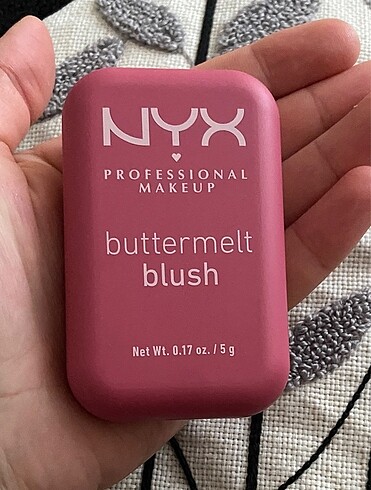 NYX
PROFESSIONAL
MAKEUP
buttermelt
blush
Net Wt. 0.17 oz. / 5 g